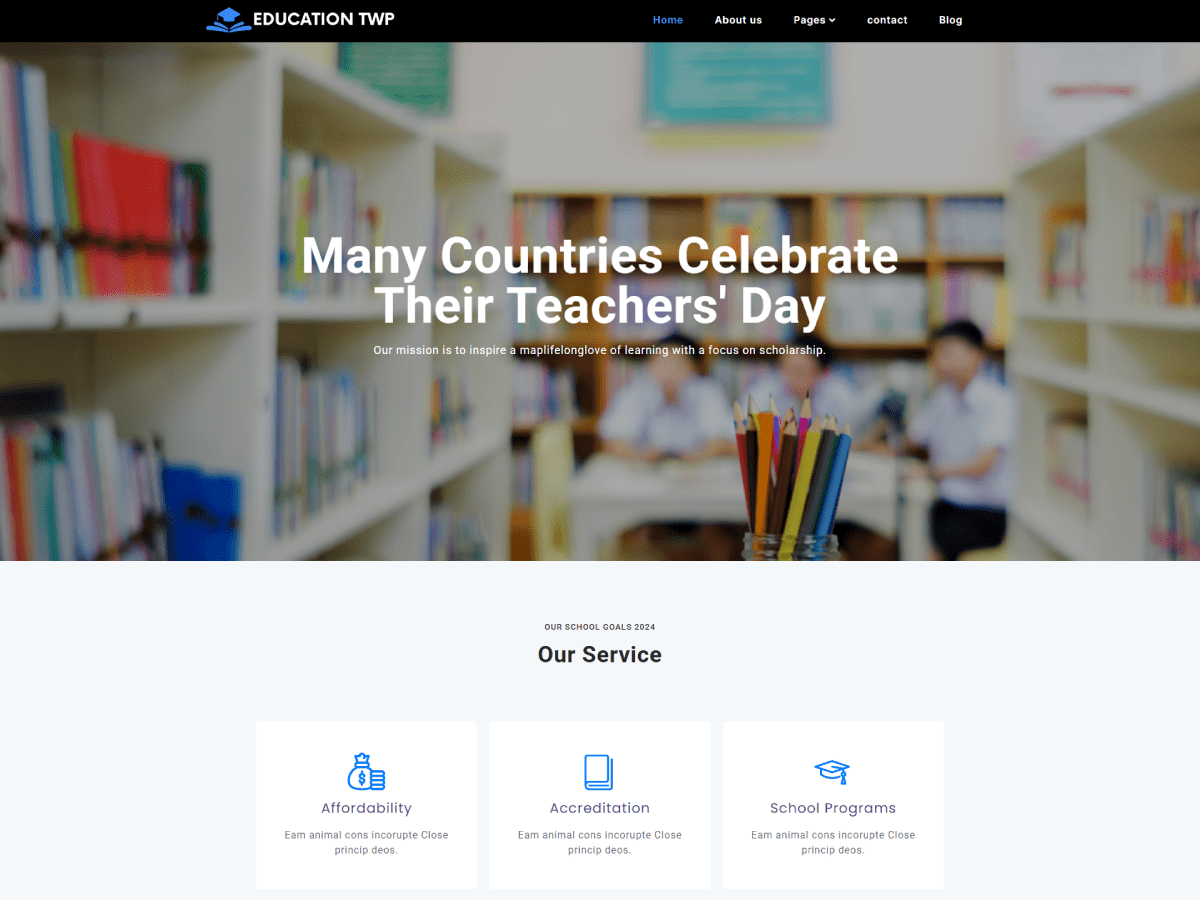 EDUCATION TWP
Home
About us
Pages
contact
Blog
Many Countries Celebrate
Their Teachers' Day
Our mission is to inspire a maplifelonglove of learning with a focus on scholarship.
OUR SCHOOL GOALS 2024
Our Service
Affordability
Eam animal cons incorupte Close
princip deos.
Accreditation
Eam animal cons incorupte Close
princip deos.
School Programs
Eam animal cons incorupte Close
princip deos.